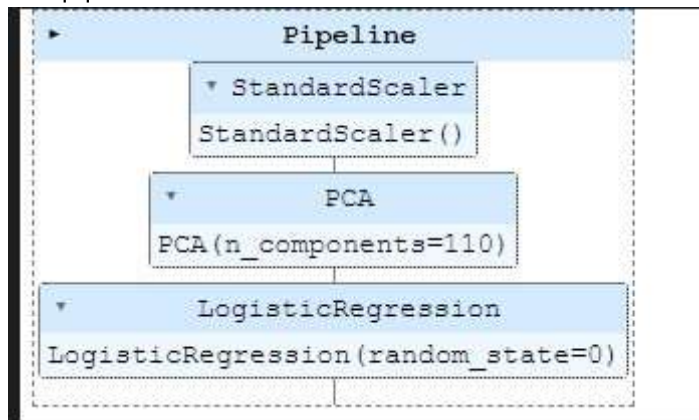 Pipeline
StandardScaler
StandardScaler()
PCA
PCA(n_components=110)
LogisticRegression
LogisticRegression(random_state=0)